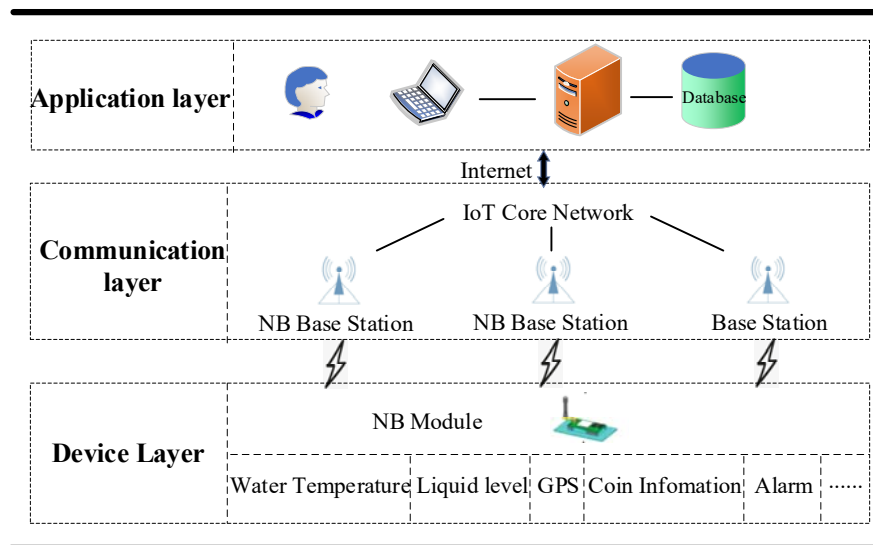 Application layer
Database
Internet
IoT Core Network
Communication
layer
NB Base Station
NB Base Station
Base Station
NB Module
Device Layer
Water Temperature
Liquid level
GPS
Coin Infomation
Alarm
......